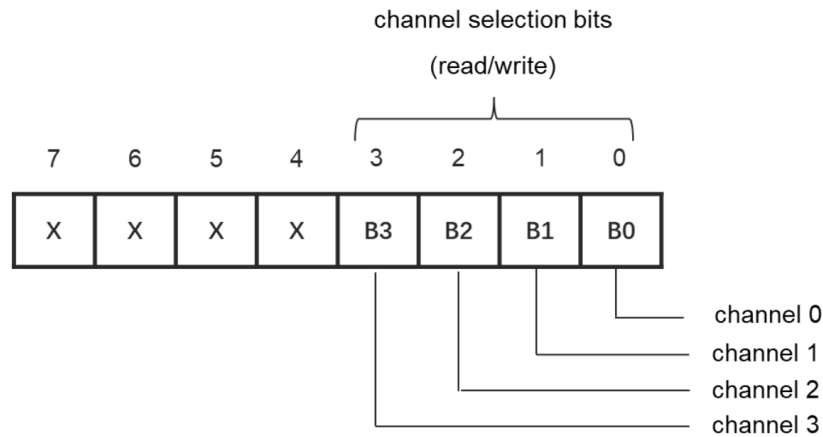 channel selection bits
(read/write)
7 6 5 4 3 2 1 0
X X X X B3 B2 B1 B0
channel 0
channel 1
channel 2
channel 3